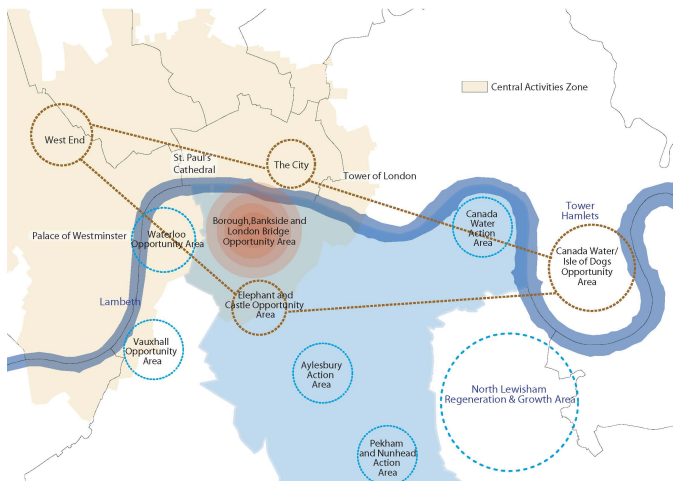 Central Activities Zone
West End
St. Paul's
Cathedral
The City
Tower of London
Palace of Westminster
Waterloo
Opportunity Area
Borough,Bankside and
London Bridge
Opportunity Area
Canada
Water
Action
Area
Tower
Hamlets
Canada Water/
Isle of Dogs
Opportunity
Area
Lambeth
Elephant and
Castle Opportunity
Area
Vauxhall
Opportunity
Area
Aylesbury
Action
Area
North Lewisham
Regeneration & Growth Area
Pekham
and Nunhead
Action
Area